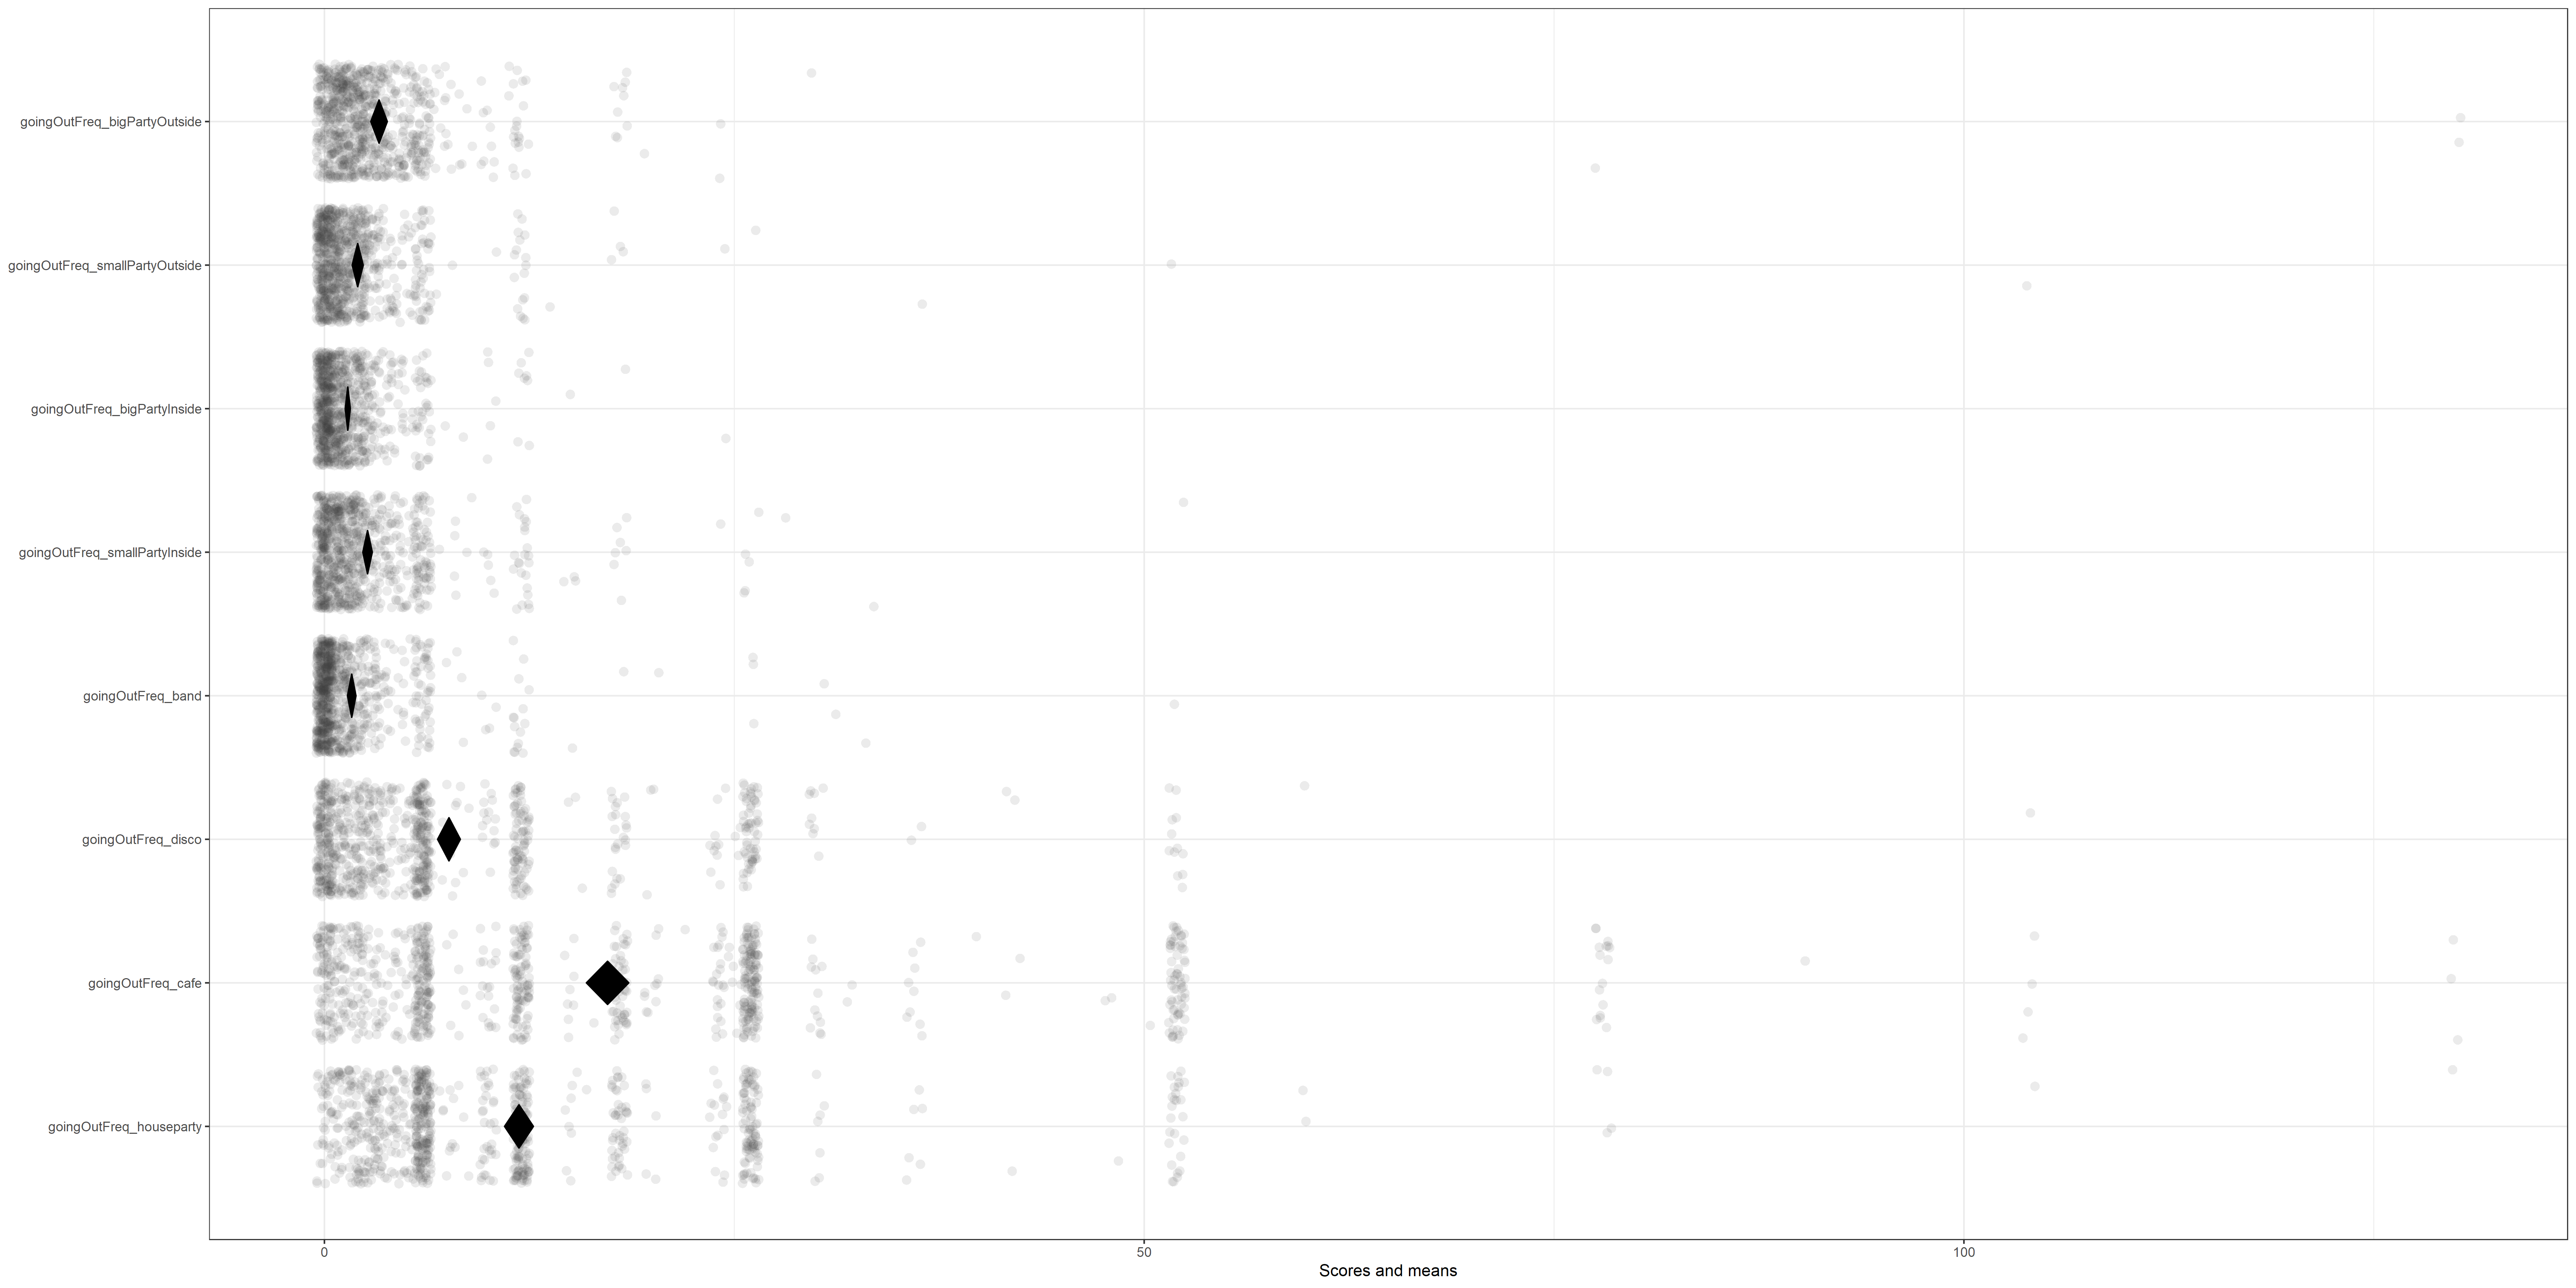 goingOutFreq_bigPartyOutside
goingOutFreq_smallPartyOutside
goingOutFreq_bigPartyInside
goingOutFreq_smallPartyInside
goingOutFreq_band
goingOutFreq_disco
goingOutFreq_cafe
goingOutFreq_houseparty
0 50 100
Scores and means